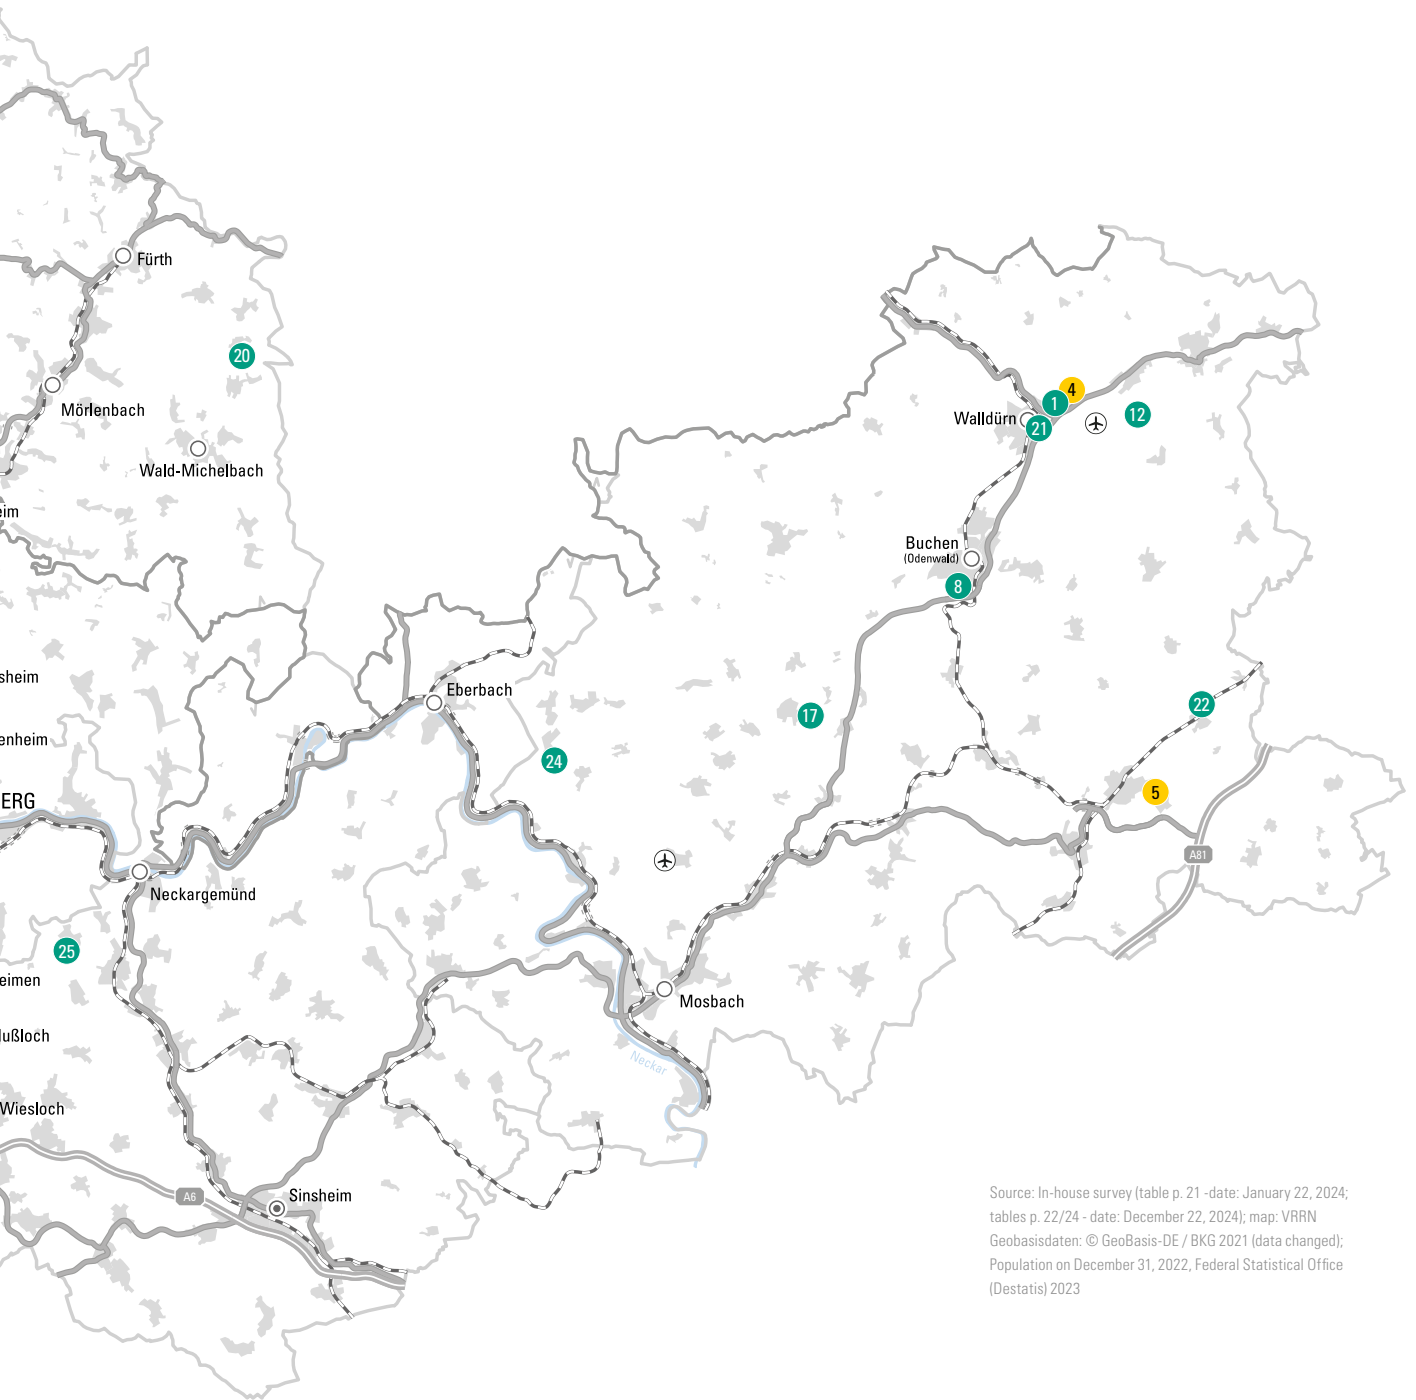 Fürth
20
Mörlenbach
Wald-Michelbach
eim
4
1
12
Walldürn
21
Buchen
(Odenwald)
8
sheim
Eberbach
22
17
enheim
24
5
ERG
A81
Neckargemünd
25
eimen
Mosbach
lußloch
Neckar
Wiesloch
A6
Sinsheim
Source: In-house survey (table p. 21 -date: January 22, 2024;
tables p. 22/24 - date: December 22, 2024); map: VRRN
Geobasisdaten: © GeoBasis-DE / BKG 2021 (data changed);
Population on December 31, 2022, Federal Statistical Office
(Destatis) 2023